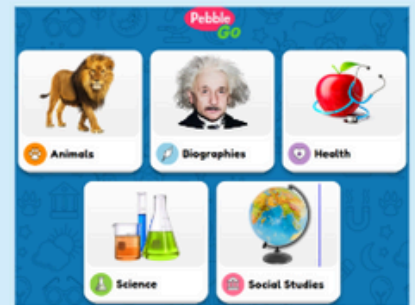 Pebble
GO
Animals
Biographies
Health
Science
Social Studies